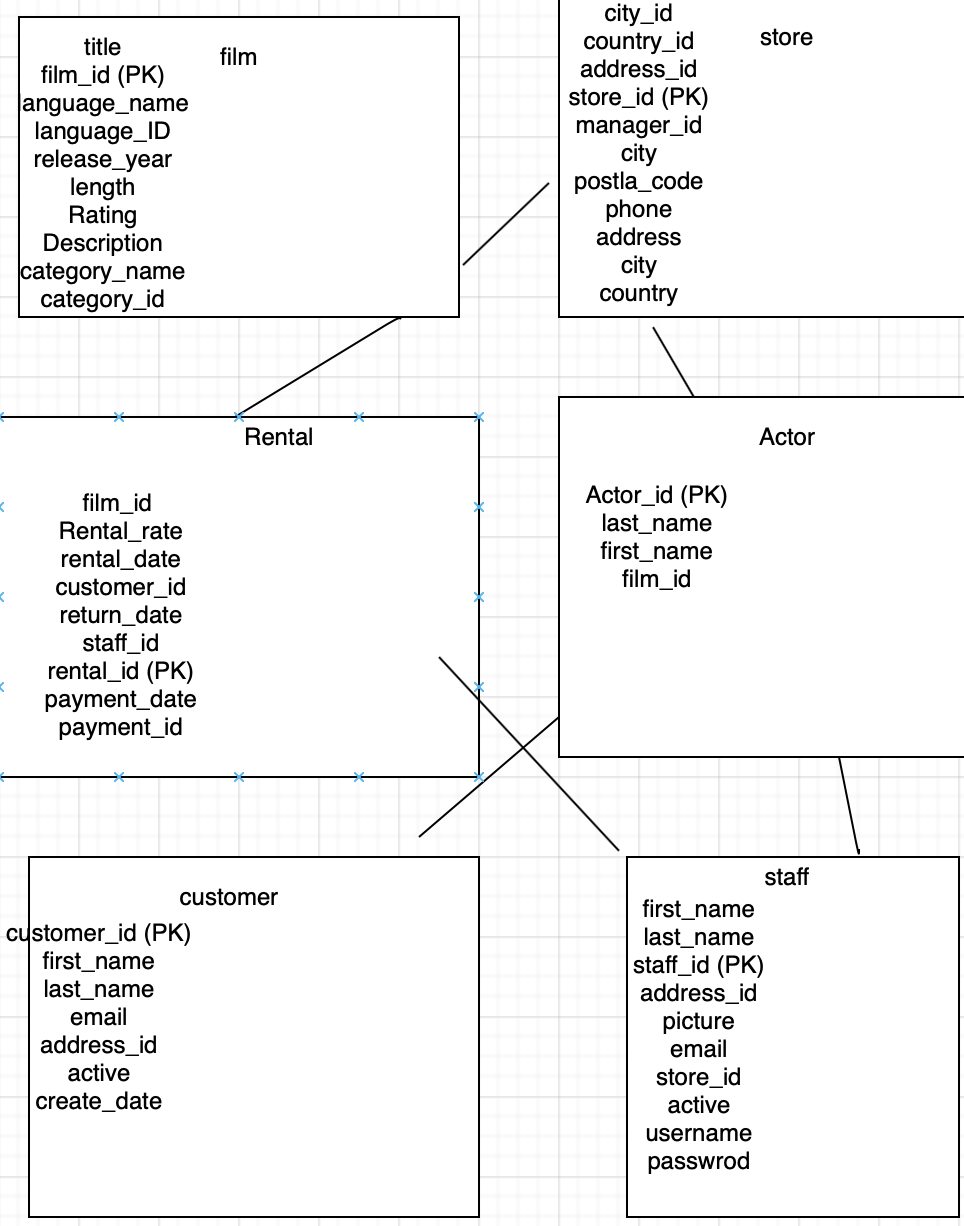 film
title
film_id (PK)
language_name
language_ID
release_year
length
Rating
Description
category_name
category_id
store
city_id
country_id
address_id
store_id (PK)
manager_id
city
postla_code
phone
address
city
country
Rental
film_id
Rental_rate
rental_date
customer_id
return_date
staff_id
rental_id (PK)
payment_date
payment_id
Actor
Actor_id (PK)
last_name
first_name
film_id
customer
customer_id (PK)
first_name
last_name
email
address_id
active
create_date
staff
first_name
last_name
staff_id (PK)
address_id
picture
email
store_id
active
username
passwrod